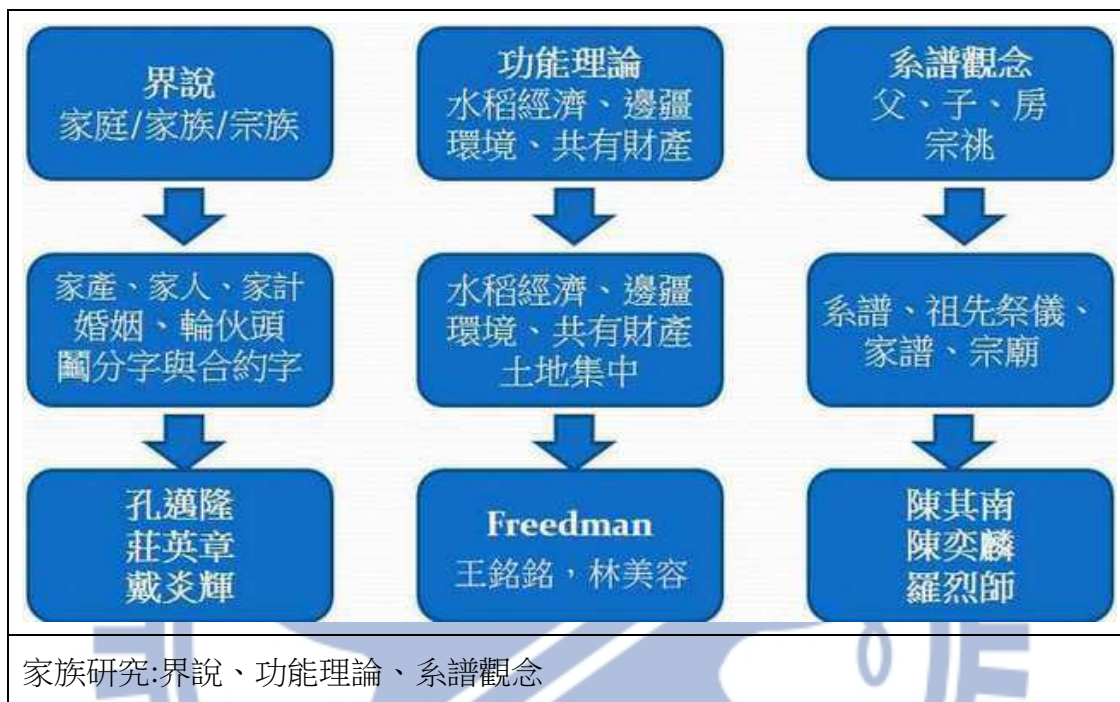 界說
家庭/家族/宗族
家產、家人、家計
婚姻、輪伙頭
鬮分字與合約字
孔邁隆
莊英章
戴炎輝
功能理論
水稻經濟、邊疆
環境、共有財產
水稻經濟、邊疆
環境、共有財產
土地集中
Freedman
王銘銘，林美容
系譜觀念
父、子、房
宗祧
系譜、祖先祭儀、
家譜、宗廟
陳其南
陳奕麟
羅烈師
家族研究:界說、功能理論、系譜觀念